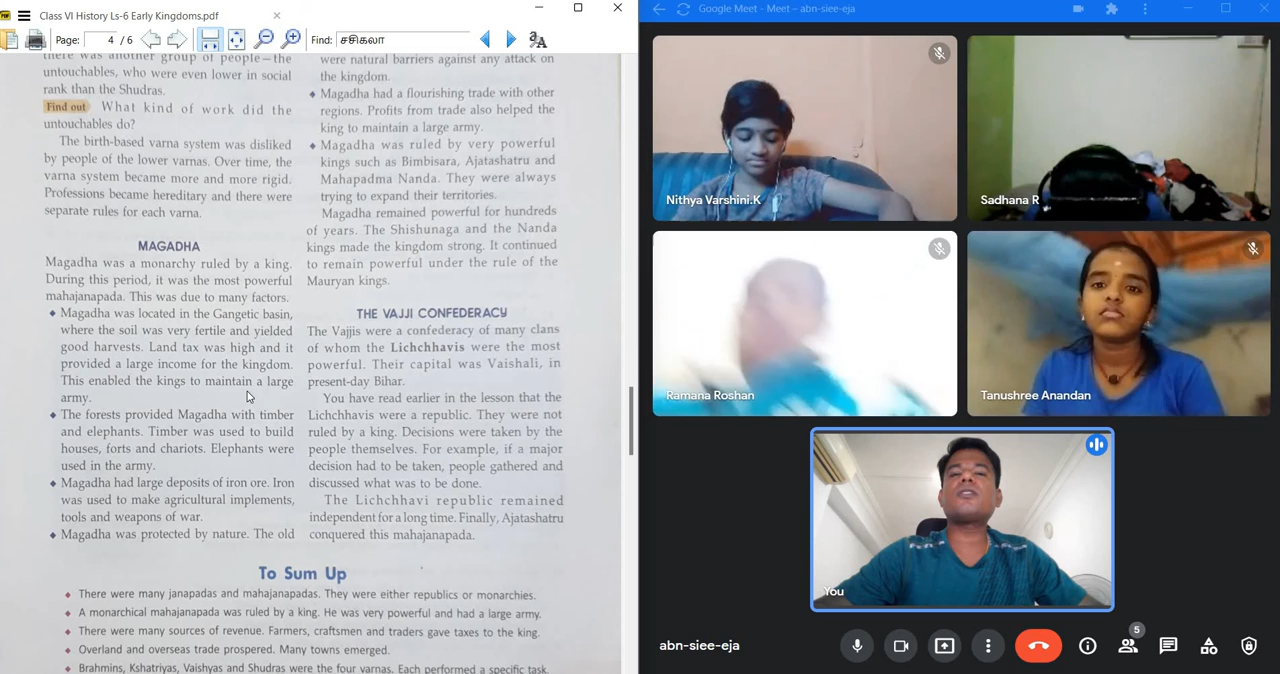 Class VI History Ls-6 Early Kingdoms.pdf
Page: 4 / 6
Find:
there was another group of people—the
untouchables, who were even lower in social
rank than the Shudras.
Find out What kind of work did the
untouchables do?
The birth-based varna system was disliked
by people of the lower varnas. Over time, the
varna system became more and more rigid.
Professions became hereditary and there were
separate rules for each varna.
MAGADHA
Magadha was a monarchy ruled by a king.
During this period, it was the most powerful
mahajanapada. This was due to many factors.
Magadha was located in the Gangetic basin,
where the soil was very fertile and yielded
good harvests. Land tax was high and it
provided a large income for the kingdom.
This enabled the kings to maintain a large
army.
The forests provided Magadha with timber
and elephants. Timber was used to build
houses, forts and chariots. Elephants were
used in the army.
Magadha had large deposits of iron ore. Iron
was used to make agricultural implements,
tools and weapons of war.
Magadha was protected by nature. The old
were natural barriers against any attack on
the kingdom.
Magadha had a flourishing trade with other
regions. Profits from trade also helped the
king to maintain a large army.
Magadha was ruled by very powerful
kings such as Bimbisara, Ajatashatru and
Mahapadma Nanda. They were always
trying to expand their territories.
Magadha remained powerful for hundreds
of years. The Shishunaga and the Nanda
kings made the kingdom strong. It continued
to remain powerful under the rule of the
Mauryan kings.
THE VAJJI CONFEDERACY
The Vajjis were a confederacy of many clans
of whom the Lichchhavis were the most
powerful. Their capital was Vaishali, in
present-day Bihar.
You have read earlier in the lesson that the
Lichchhavis were a republic. They were not
ruled by a king. Decisions were taken by the
people themselves. For example, if a major
decision had to be taken, people gathered and
discussed what was to be done.
The Lichchhavi republic remained
independent for a long time. Finally, Ajatashatru
conquered this mahajanapada.
To Sum Up
There were many janapadas and mahajanapadas. They were either republics or monarchies.
A monarchical mahajanapada was ruled by a king. He was very powerful and had a large army.
There were many sources of revenue. Farmers, craftsmen and traders gave taxes to the king.
Overland and overseas trade prospered. Many towns emerged.
Brahmins, Kshatriyas, Vaishyas and Shudras were the four varnas. Each performed a specific task.
Google Meet - Meet – abn-siee-eja
Nithya Varshini.K
Sadhana R
Ramana Roshan
Tanushree Anandan
You
abn-siee-eja
5